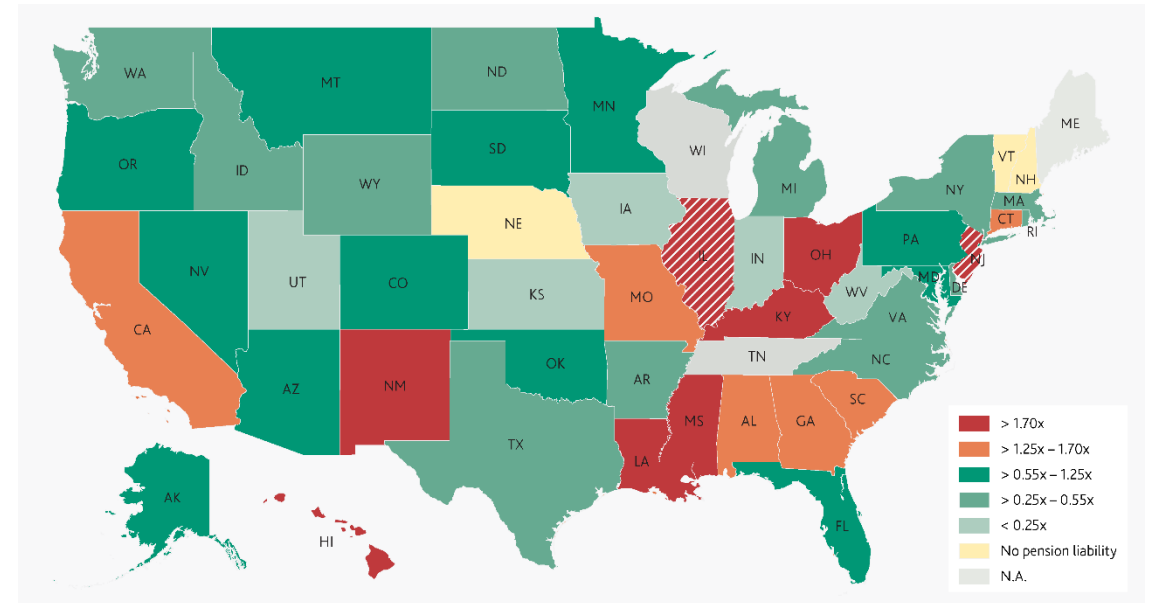 WA
MT
ND
MN
ME
OR
ID
SD
WI
WY
MI
VT
NH
NY
MA
CT
RI
IA
NE
PA
NV
UT
CO
IL
IN
OH
NJ
MD
DE
KS
MO
WV
KY
VA
CA
TN
NC
AZ
NM
OK
AR
SC
MS
AL
GA
TX
LA
AK
FL
HI
> 1.70x
> 1.25x – 1.70x
> 0.55x – 1.25x
> 0.25x – 0.55x
< 0.25x
No pension liability
N.A.